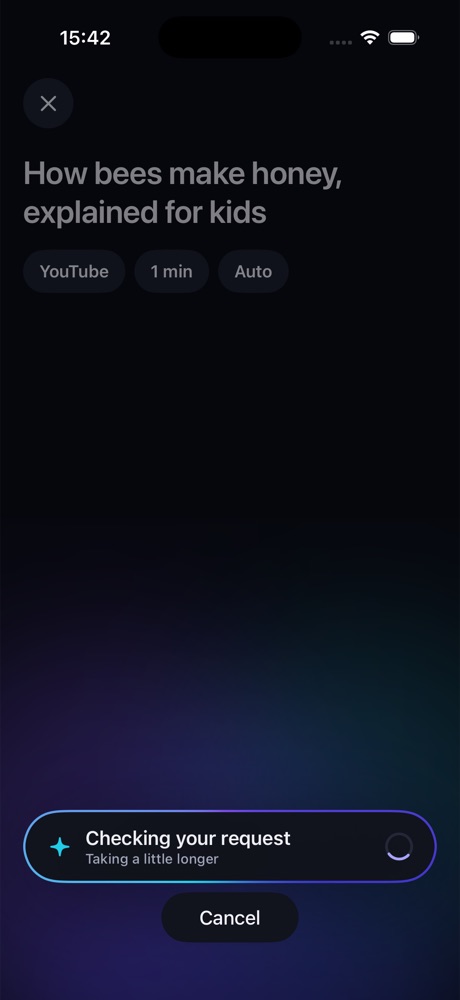 15:42
How bees make honey,
explained for kids
YouTube 1 min Auto
Checking your request
Taking a little longer
Cancel